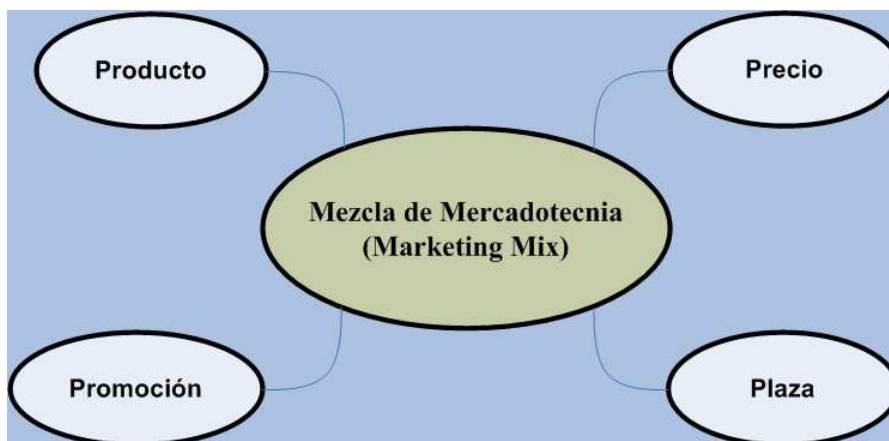 Producto
Precio
Mezcla de Mercadotecnia
(Marketing Mix)
Promoción
Plaza